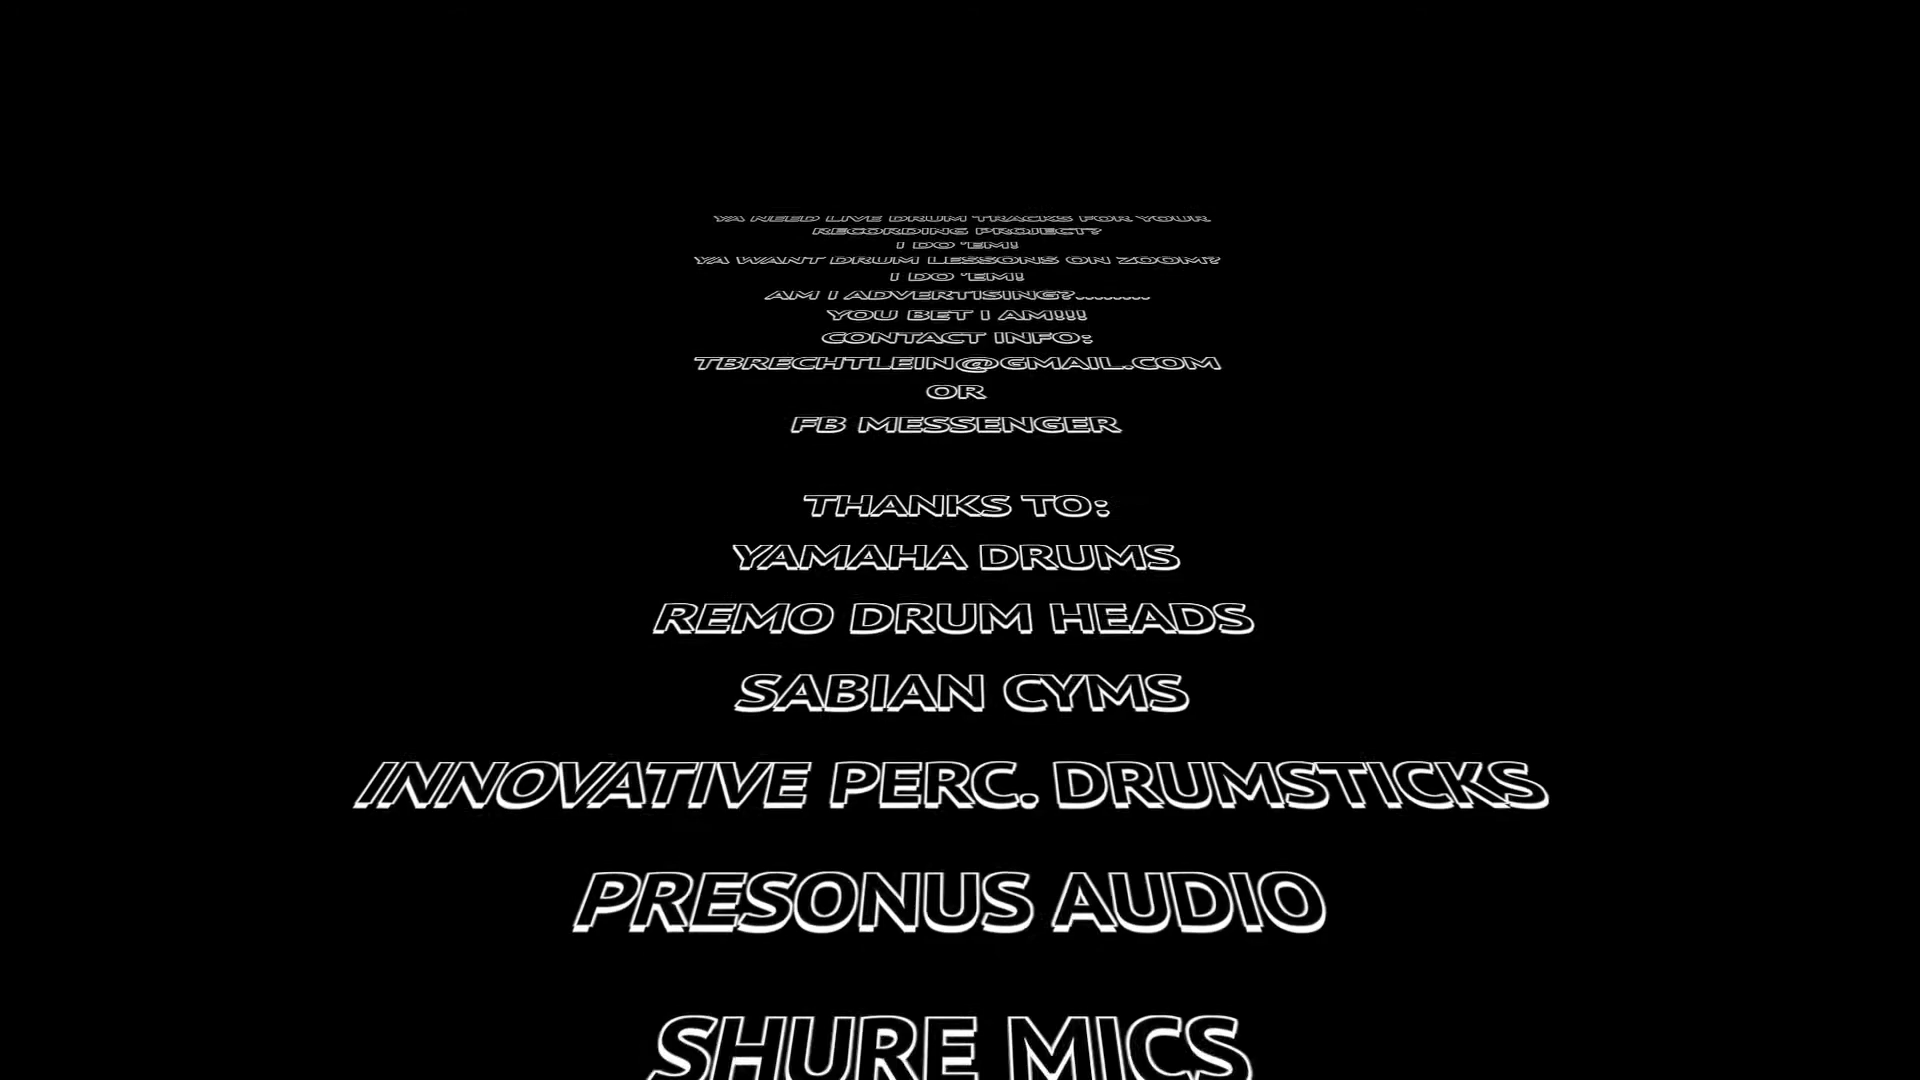 YA NEED LIVE DRUM TRACKS FOR YOUR
RECORDING PROJECT?
I DO 'EM!
YA WANT DRUM LESSONS ON ZOOM?
I DO 'EM!
AM I ADVERTISING?.........
YOU BET I AM!!!
CONTACT INFO:
TBRECHTLEIN@GMAIL.COM
OR
FB MESSENGER
THANKS TO:
YAMAHA DRUMS
REMO DRUM HEADS
SABIAN CYMS
INNOVATIVE PERC. DRUMSTICKS
PRESONUS AUDIO
SHURE MICS